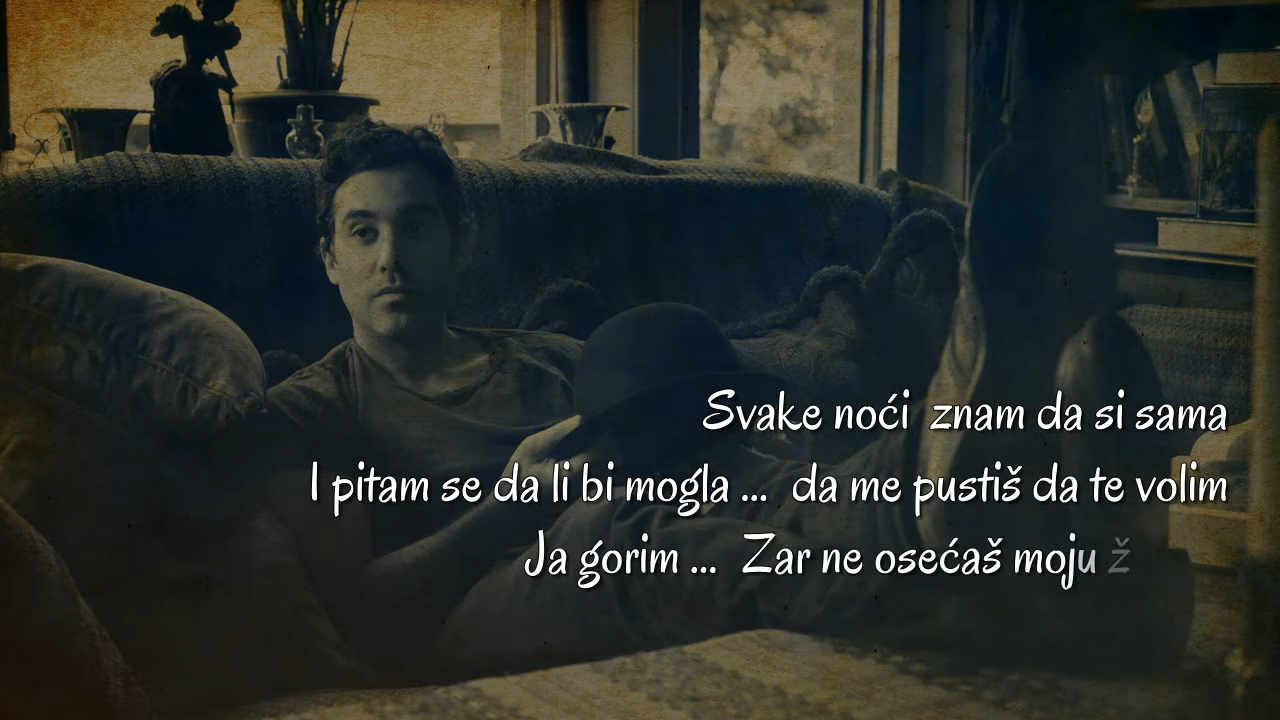 Svake noći znam da si sama
I pitam se da li bi mogla ... da me pustiš da te volim
Ja gorim ... Zar ne osećaš moju ž